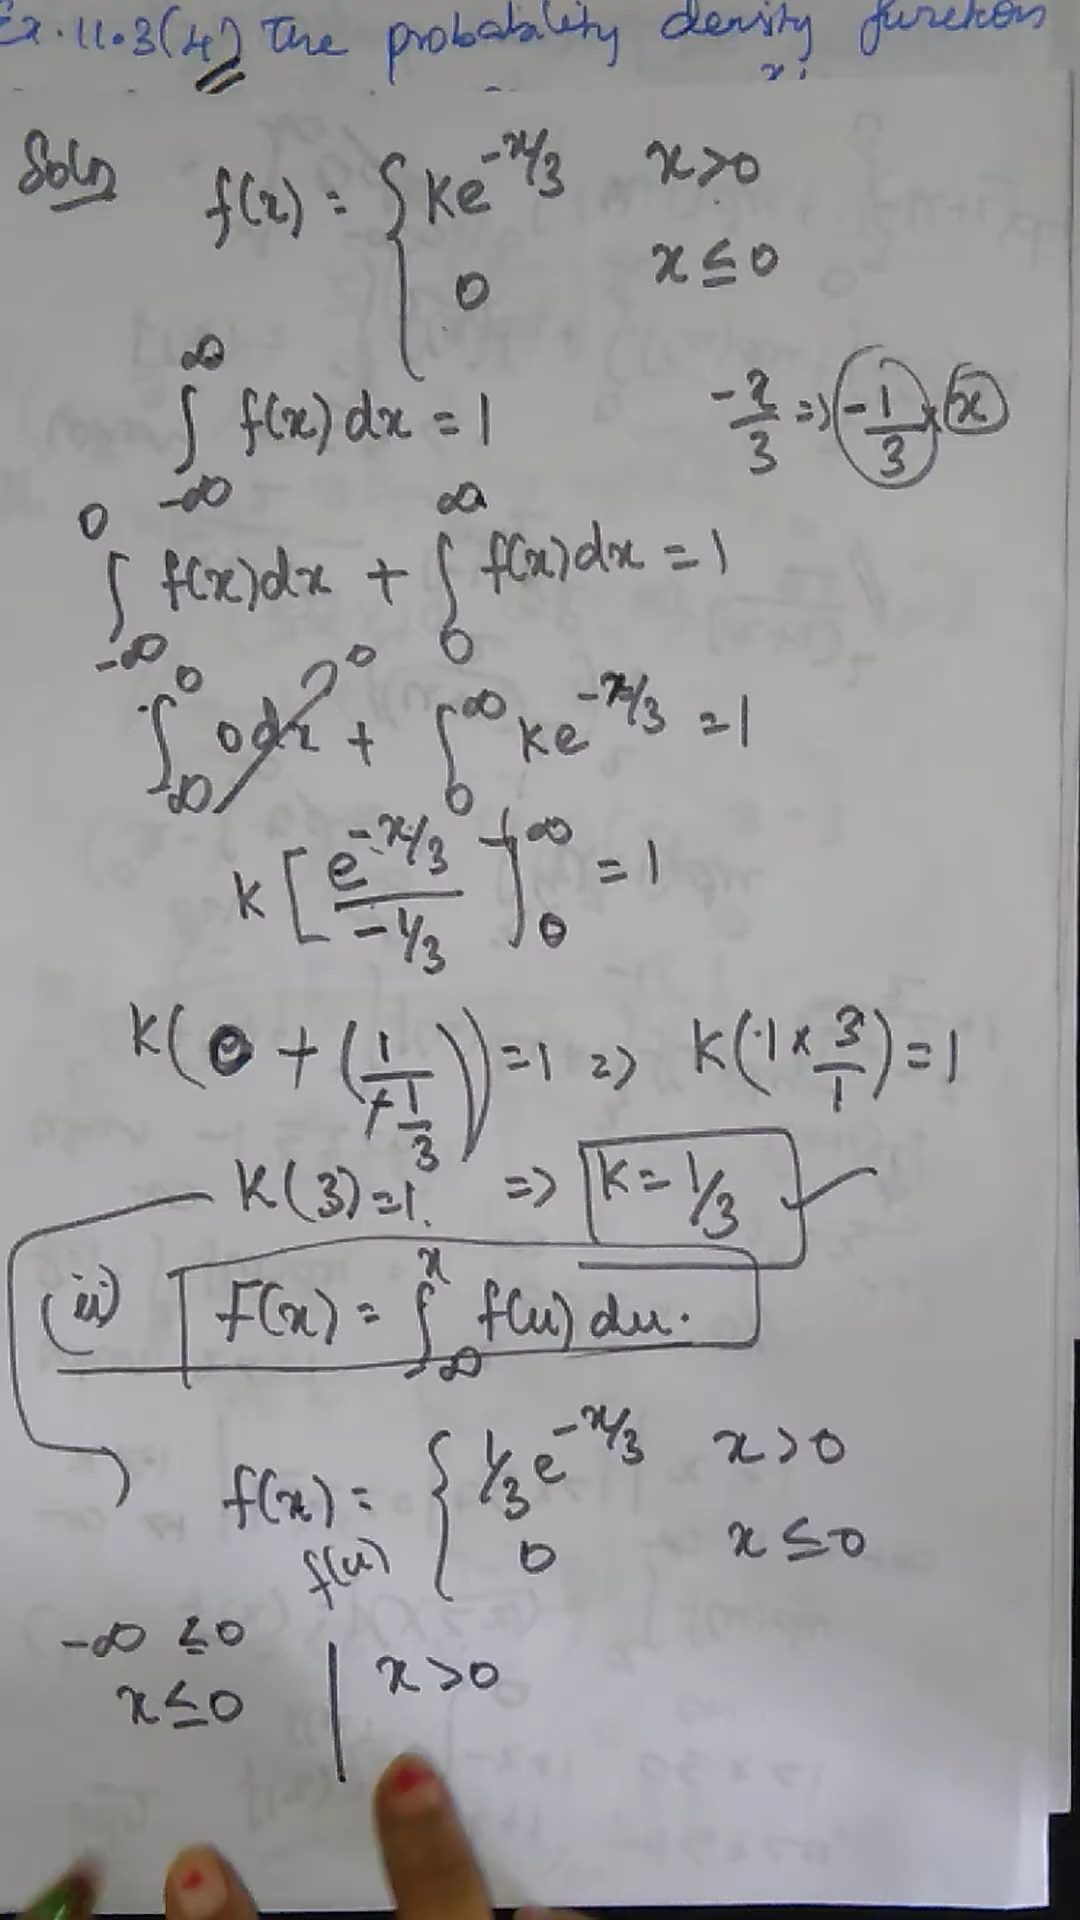 Ex. 11.3(4) The probability density function
Soln f(x) = { ke^{-x/3} x>0
0 x≤0
∫_{-∞}^{∞} f(x) dx = 1 -x/3 => -1/3 × x
∫_{-∞}^{0} f(x)dx + ∫_{0}^{∞} f(x)dx = 1
∫_{-∞}^{0} 0dx 0 + ∫_{0}^{∞} ke^{-x/3} = 1
k [ e^{-x/3} / -1/3 ]_{0}^{∞} = 1
k(0 + (1 / +1/3)) = 1 => k(1 × 3/1) = 1
k(3) = 1. => k = 1/3
(ii) F(x) = ∫_{-∞}^{x} f(u) du.
f(x) = { 1/3 e^{-x/3} x>0
f(u) 0 x≤0
-∞ ≤0
x≤0 | x>0